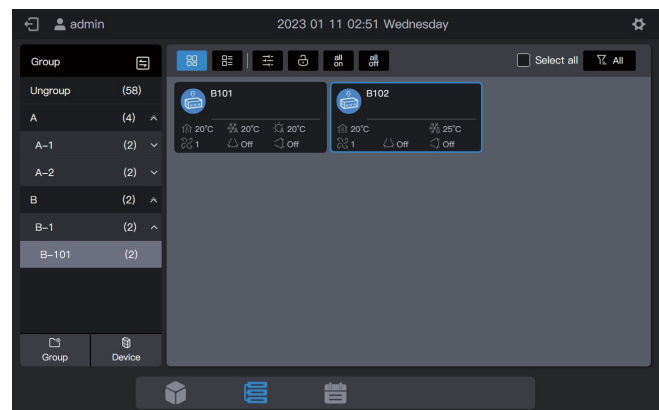 admin
2023 01 11 02:51 Wednesday
Group
all on
all off
Select all
All
Ungroup (58)
A (4)
A-1 (2)
A-2 (2)
B (2)
B-1 (2)
B-101 (2)
B101
20°C 20°C 20°C
1 Off Off
B102
20°C 25°C
1 Off Off
Group
Device